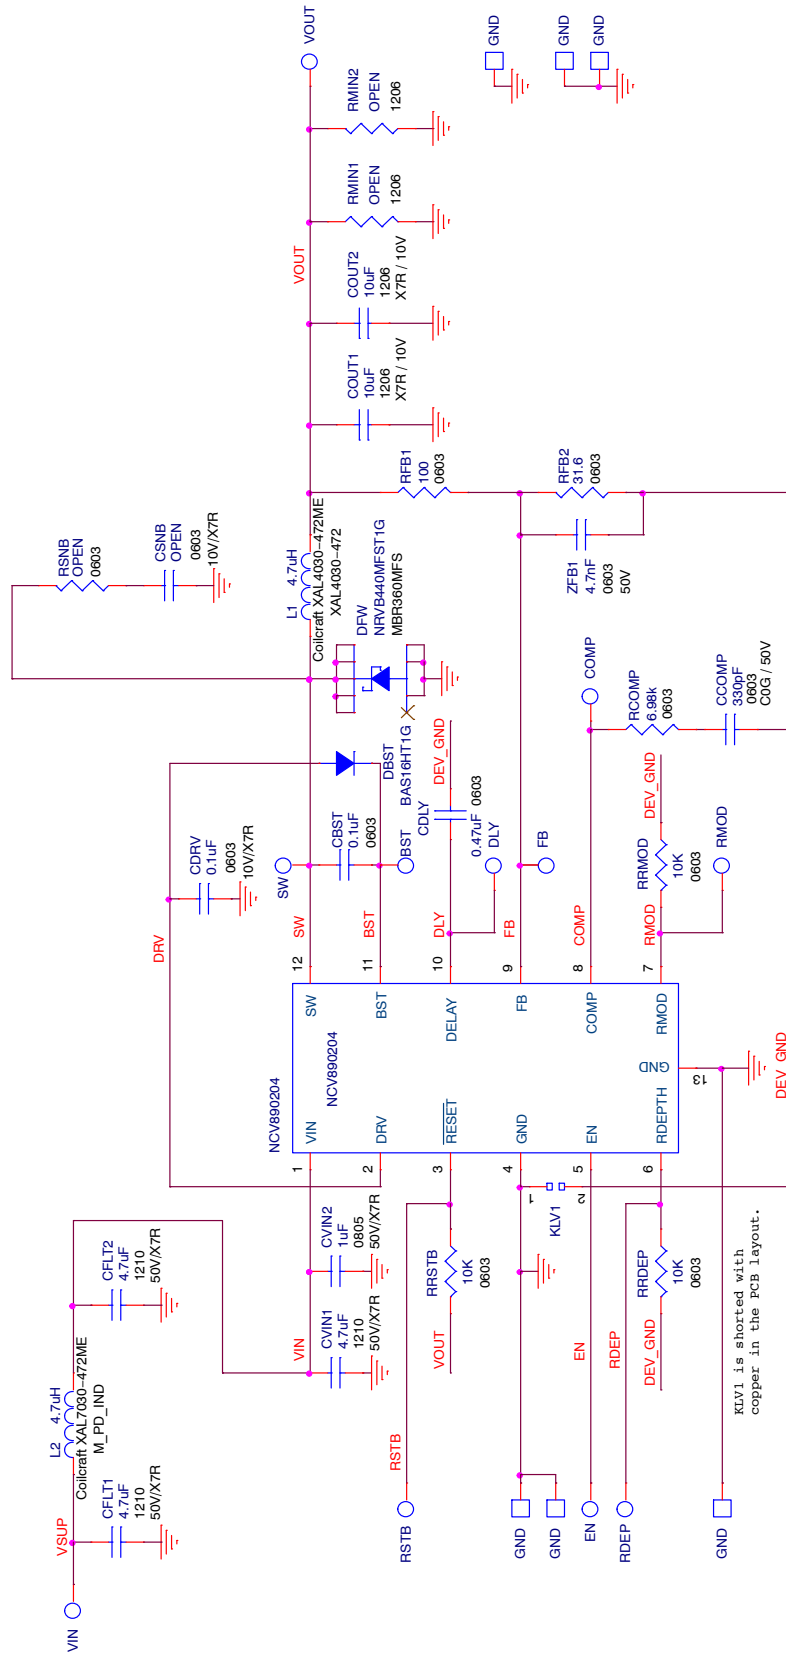 VIN
VSUP
CFLT1
4.7uF
1210
50V/X7R
L2
4.7uH
Coilcraft XAL7030-472ME
M_PD_IND
CFLT2
4.7uF
1210
50V/X7R
VIN
CVIN1
4.7uF
1210
50V/X7R
CVIN2
1uF
0805
50V/X7R
RSTB
RSTB
VOUT
RRSTB
10K
0603
GND
GND
EN
EN
RDEP
RDEP
DEV_GND
RRDEP
10K
0603
GND
KLV1
1
2
KLV1 is shorted with
copper in the PCB layout.
NCV890204
NCV890204
1
VIN
2
DRV
3
RESET
4
GND
5
EN
6
RDEPTH
12
SW
11
BST
10
DELAY
9
FB
8
COMP
7
RMOD
13
GND
DEV_GND
DRV
CDRV
0.1uF
0603
10V/X7R
SW
SW
BST
BST
CBST
0.1uF
0603
DBST
BAS16HT1G
DLY
DLY
CDLY
0.47uF
0603
DEV_GND
FB
FB
COMP
COMP
RCOMP
6.98k
0603
CCOMP
330pF
0603
C0G / 50V
RMOD
RMOD
RRMOD
10K
0603
DEV_GND
RSNB
OPEN
0603
CSNB
OPEN
0603
10V/X7R
DFW
NRVB440MFST1G
MBR360MFS
L1
4.7uH
Coilcraft XAL4030-472ME
XAL4030-472
RFB1
100
0603
RFB2
31.6
0603
ZFB1
4.7nF
0603
50V
COUT1
10uF
1206
X7R / 10V
COUT2
10uF
1206
X7R / 10V
VOUT
RMIN1
OPEN
1206
RMIN2
OPEN
1206
VOUT
GND
GND
GND